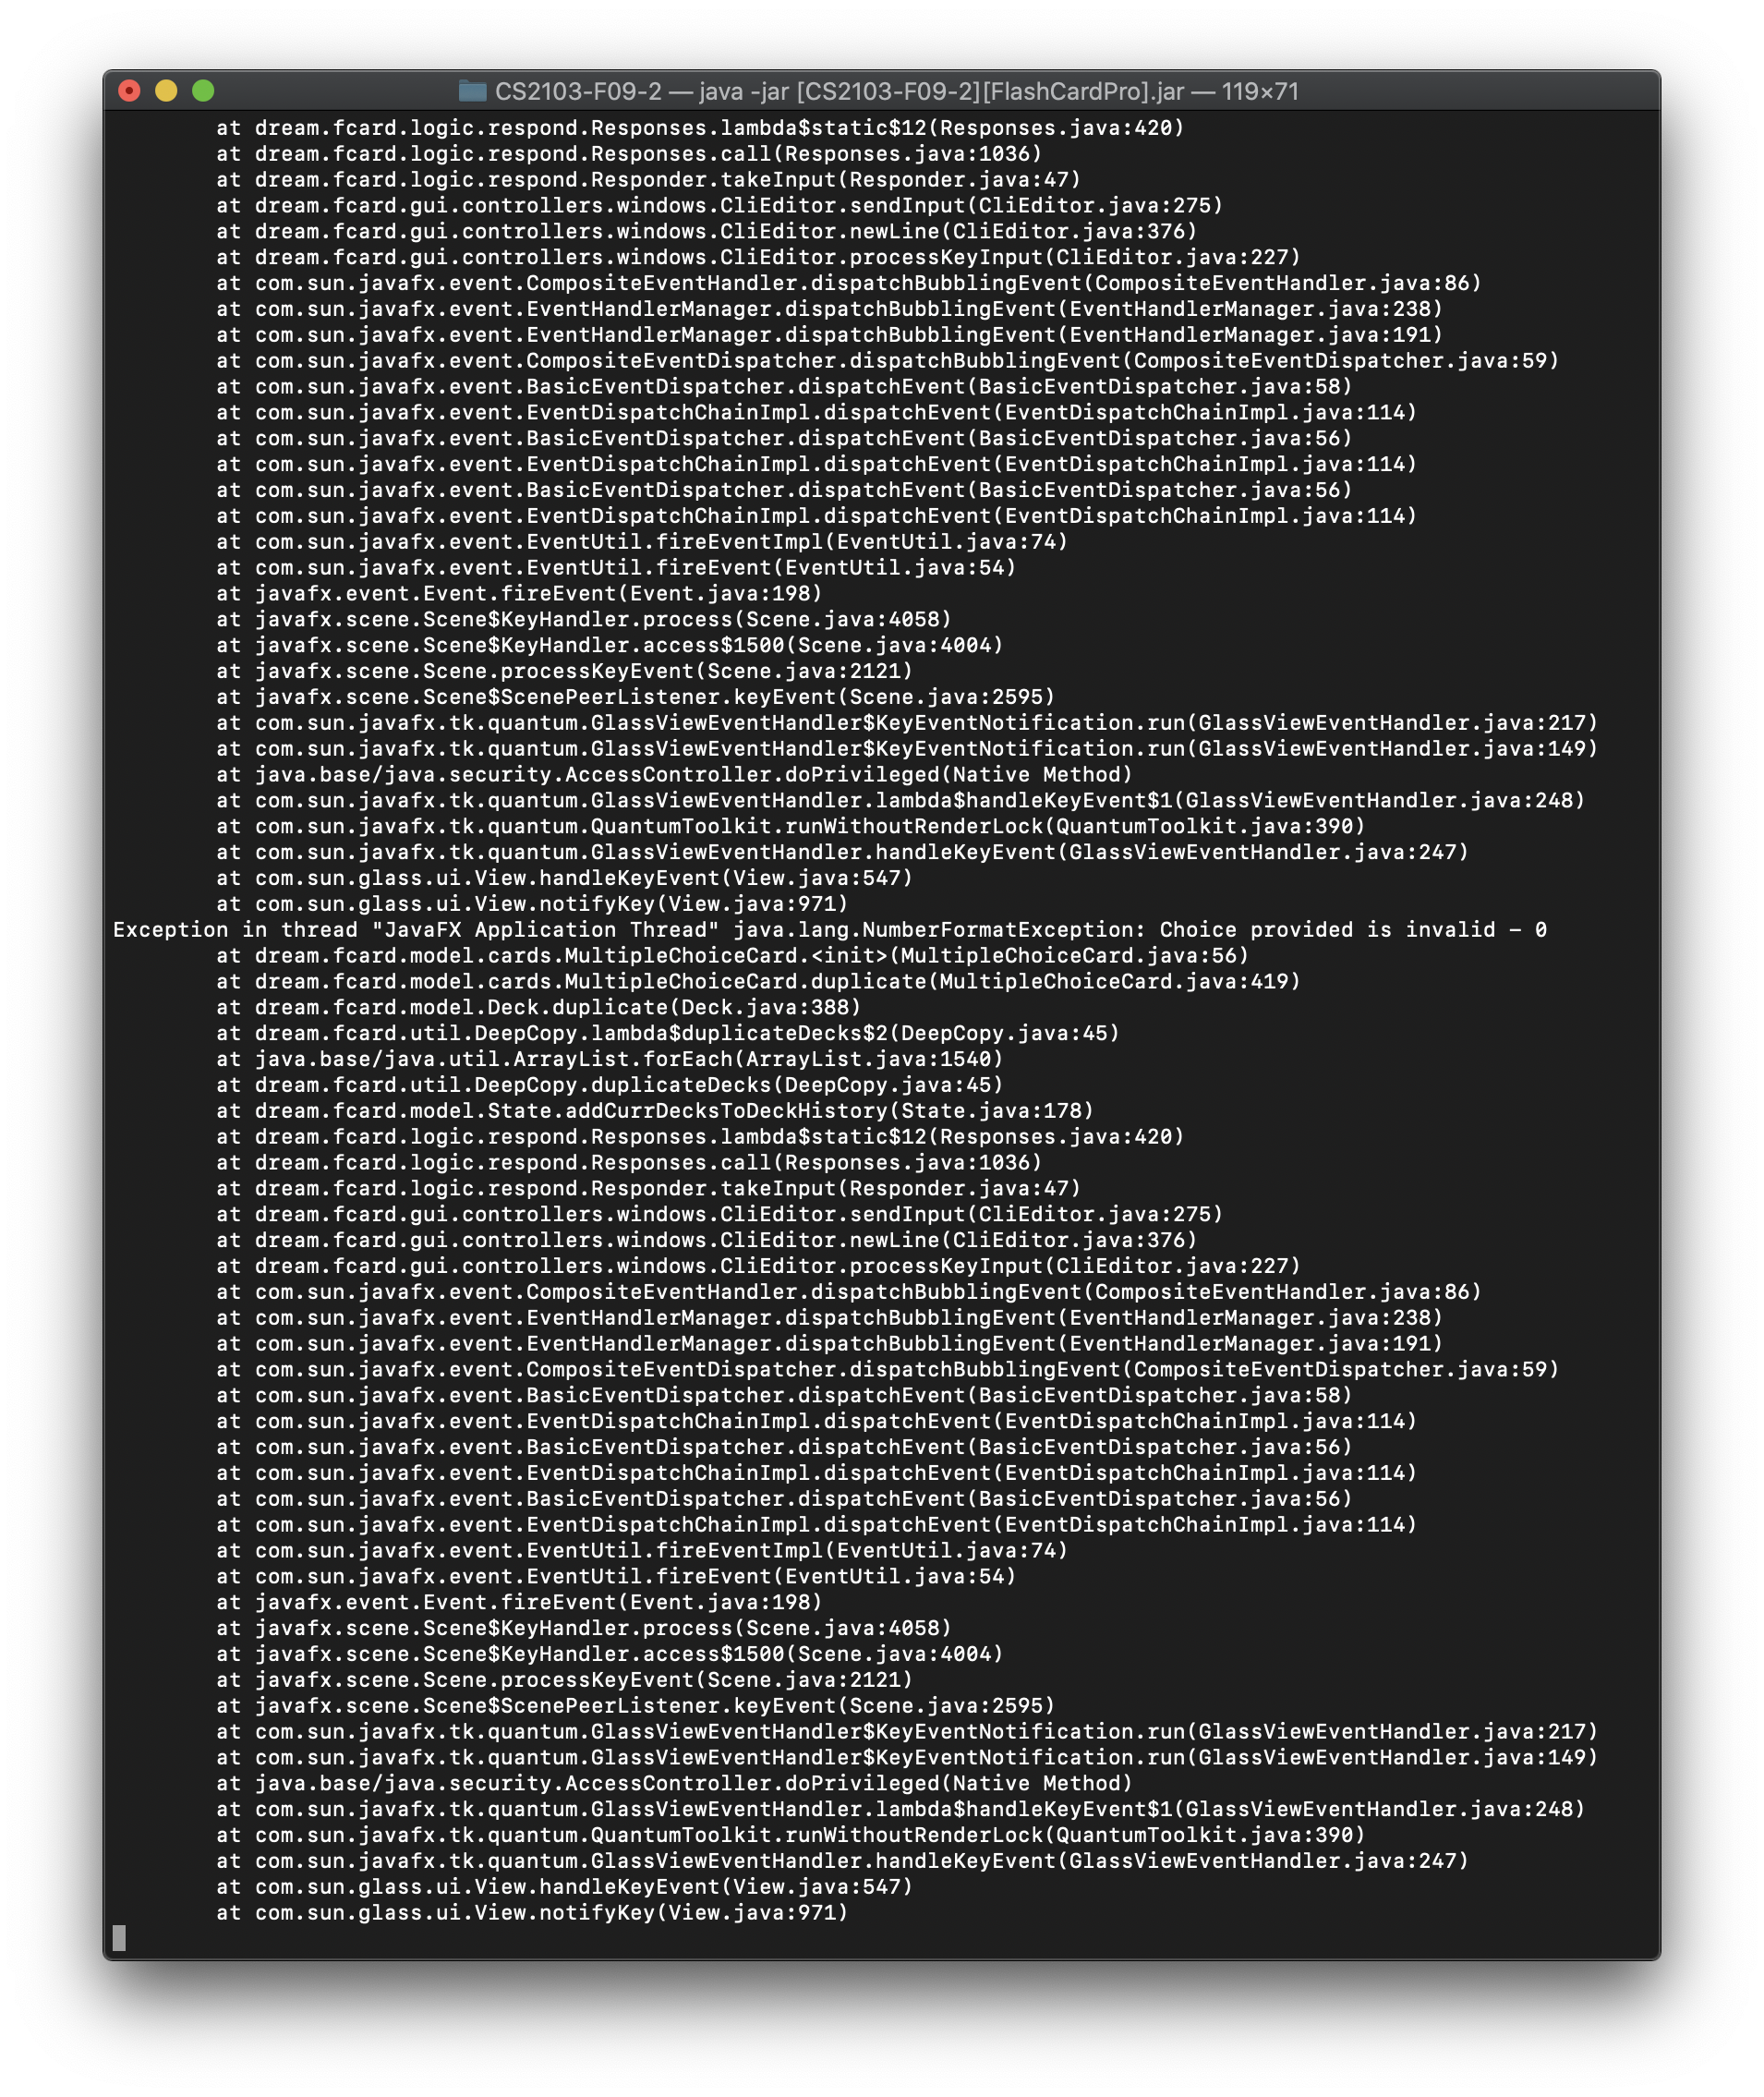 CS2103-F09-2 — java -jar [CS2103-F09-2][FlashCardPro].jar — 119×71
at dream.fcard.logic.respond.Responses.lambda$static$12(Responses.java:420)
at dream.fcard.logic.respond.Responses.call(Responses.java:1036)
at dream.fcard.logic.respond.Responder.takeInput(Responder.java:47)
at dream.fcard.gui.controllers.windows.CliEditor.sendInput(CliEditor.java:275)
at dream.fcard.gui.controllers.windows.CliEditor.newLine(CliEditor.java:376)
at dream.fcard.gui.controllers.windows.CliEditor.processKeyInput(CliEditor.java:227)
at com.sun.javafx.event.CompositeEventHandler.dispatchBubblingEvent(CompositeEventHandler.java:86)
at com.sun.javafx.event.EventHandlerManager.dispatchBubblingEvent(EventHandlerManager.java:238)
at com.sun.javafx.event.EventHandlerManager.dispatchBubblingEvent(EventHandlerManager.java:191)
at com.sun.javafx.event.CompositeEventDispatcher.dispatchBubblingEvent(CompositeEventDispatcher.java:59)
at com.sun.javafx.event.BasicEventDispatcher.dispatchEvent(BasicEventDispatcher.java:58)
at com.sun.javafx.event.EventDispatchChainImpl.dispatchEvent(EventDispatchChainImpl.java:114)
at com.sun.javafx.event.BasicEventDispatcher.dispatchEvent(BasicEventDispatcher.java:56)
at com.sun.javafx.event.EventDispatchChainImpl.dispatchEvent(EventDispatchChainImpl.java:114)
at com.sun.javafx.event.BasicEventDispatcher.dispatchEvent(BasicEventDispatcher.java:56)
at com.sun.javafx.event.EventDispatchChainImpl.dispatchEvent(EventDispatchChainImpl.java:114)
at com.sun.javafx.event.EventUtil.fireEventImpl(EventUtil.java:74)
at com.sun.javafx.event.EventUtil.fireEvent(EventUtil.java:54)
at javafx.event.Event.fireEvent(Event.java:198)
at javafx.scene.Scene$KeyHandler.process(Scene.java:4058)
at javafx.scene.Scene$KeyHandler.access$1500(Scene.java:4004)
at javafx.scene.Scene.processKeyEvent(Scene.java:2121)
at javafx.scene.Scene$ScenePeerListener.keyEvent(Scene.java:2595)
at com.sun.javafx.tk.quantum.GlassViewEventHandler$KeyEventNotification.run(GlassViewEventHandler.java:217)
at com.sun.javafx.tk.quantum.GlassViewEventHandler$KeyEventNotification.run(GlassViewEventHandler.java:149)
at java.base/java.security.AccessController.doPrivileged(Native Method)
at com.sun.javafx.tk.quantum.GlassViewEventHandler.lambda$handleKeyEvent$1(GlassViewEventHandler.java:248)
at com.sun.javafx.tk.quantum.QuantumToolkit.runWithoutRenderLock(QuantumToolkit.java:390)
at com.sun.javafx.tk.quantum.GlassViewEventHandler.handleKeyEvent(GlassViewEventHandler.java:247)
at com.sun.glass.ui.View.handleKeyEvent(View.java:547)
at com.sun.glass.ui.View.notifyKey(View.java:971)
Exception in thread "JavaFX Application Thread" java.lang.NumberFormatException: Choice provided is invalid - 0
at dream.fcard.model.cards.MultipleChoiceCard.<init>(MultipleChoiceCard.java:56)
at dream.fcard.model.cards.MultipleChoiceCard.duplicate(MultipleChoiceCard.java:419)
at dream.fcard.model.Deck.duplicate(Deck.java:388)
at dream.fcard.util.DeepCopy.lambda$duplicateDecks$2(DeepCopy.java:45)
at java.base/java.util.ArrayList.forEach(ArrayList.java:1540)
at dream.fcard.util.DeepCopy.duplicateDecks(DeepCopy.java:45)
at dream.fcard.model.State.addCurrDecksToDeckHistory(State.java:178)
at dream.fcard.logic.respond.Responses.lambda$static$12(Responses.java:420)
at dream.fcard.logic.respond.Responses.call(Responses.java:1036)
at dream.fcard.logic.respond.Responder.takeInput(Responder.java:47)
at dream.fcard.gui.controllers.windows.CliEditor.sendInput(CliEditor.java:275)
at dream.fcard.gui.controllers.windows.CliEditor.newLine(CliEditor.java:376)
at dream.fcard.gui.controllers.windows.CliEditor.processKeyInput(CliEditor.java:227)
at com.sun.javafx.event.CompositeEventHandler.dispatchBubblingEvent(CompositeEventHandler.java:86)
at com.sun.javafx.event.EventHandlerManager.dispatchBubblingEvent(EventHandlerManager.java:238)
at com.sun.javafx.event.EventHandlerManager.dispatchBubblingEvent(EventHandlerManager.java:191)
at com.sun.javafx.event.CompositeEventDispatcher.dispatchBubblingEvent(CompositeEventDispatcher.java:59)
at com.sun.javafx.event.BasicEventDispatcher.dispatchEvent(BasicEventDispatcher.java:58)
at com.sun.javafx.event.EventDispatchChainImpl.dispatchEvent(EventDispatchChainImpl.java:114)
at com.sun.javafx.event.BasicEventDispatcher.dispatchEvent(BasicEventDispatcher.java:56)
at com.sun.javafx.event.EventDispatchChainImpl.dispatchEvent(EventDispatchChainImpl.java:114)
at com.sun.javafx.event.BasicEventDispatcher.dispatchEvent(BasicEventDispatcher.java:56)
at com.sun.javafx.event.EventDispatchChainImpl.dispatchEvent(EventDispatchChainImpl.java:114)
at com.sun.javafx.event.EventUtil.fireEventImpl(EventUtil.java:74)
at com.sun.javafx.event.EventUtil.fireEvent(EventUtil.java:54)
at javafx.event.Event.fireEvent(Event.java:198)
at javafx.scene.Scene$KeyHandler.process(Scene.java:4058)
at javafx.scene.Scene$KeyHandler.access$1500(Scene.java:4004)
at javafx.scene.Scene.processKeyEvent(Scene.java:2121)
at javafx.scene.Scene$ScenePeerListener.keyEvent(Scene.java:2595)
at com.sun.javafx.tk.quantum.GlassViewEventHandler$KeyEventNotification.run(GlassViewEventHandler.java:217)
at com.sun.javafx.tk.quantum.GlassViewEventHandler$KeyEventNotification.run(GlassViewEventHandler.java:149)
at java.base/java.security.AccessController.doPrivileged(Native Method)
at com.sun.javafx.tk.quantum.GlassViewEventHandler.lambda$handleKeyEvent$1(GlassViewEventHandler.java:248)
at com.sun.javafx.tk.quantum.QuantumToolkit.runWithoutRenderLock(QuantumToolkit.java:390)
at com.sun.javafx.tk.quantum.GlassViewEventHandler.handleKeyEvent(GlassViewEventHandler.java:247)
at com.sun.glass.ui.View.handleKeyEvent(View.java:547)
at com.sun.glass.ui.View.notifyKey(View.java:971)